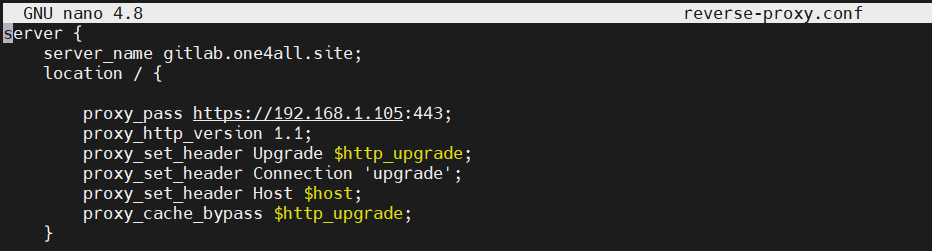 GNU nano 4.8 reverse-proxy.conf
server {
    server_name gitlab.one4all.site;
    location / {
        proxy_pass https://192.168.1.105:443;
        proxy_http_version 1.1;
        proxy_set_header Upgrade $http_upgrade;
        proxy_set_header Connection 'upgrade';
        proxy_set_header Host $host;
        proxy_cache_bypass $http_upgrade;
    }